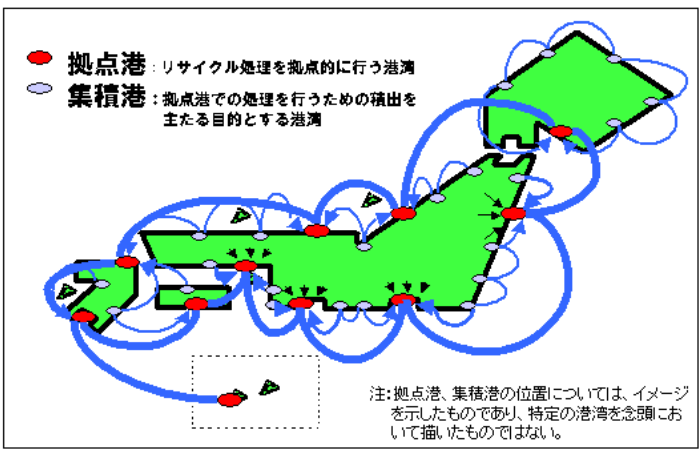 拠点港：リサイクル処理を拠点的に行う港湾
集積港：拠点港での処理を行うための積出を
主たる目的とする港湾
注：拠点港、集積港の位置については、イメージ
を示したものであり、特定の港湾を念頭にお
いて描いたものではない。